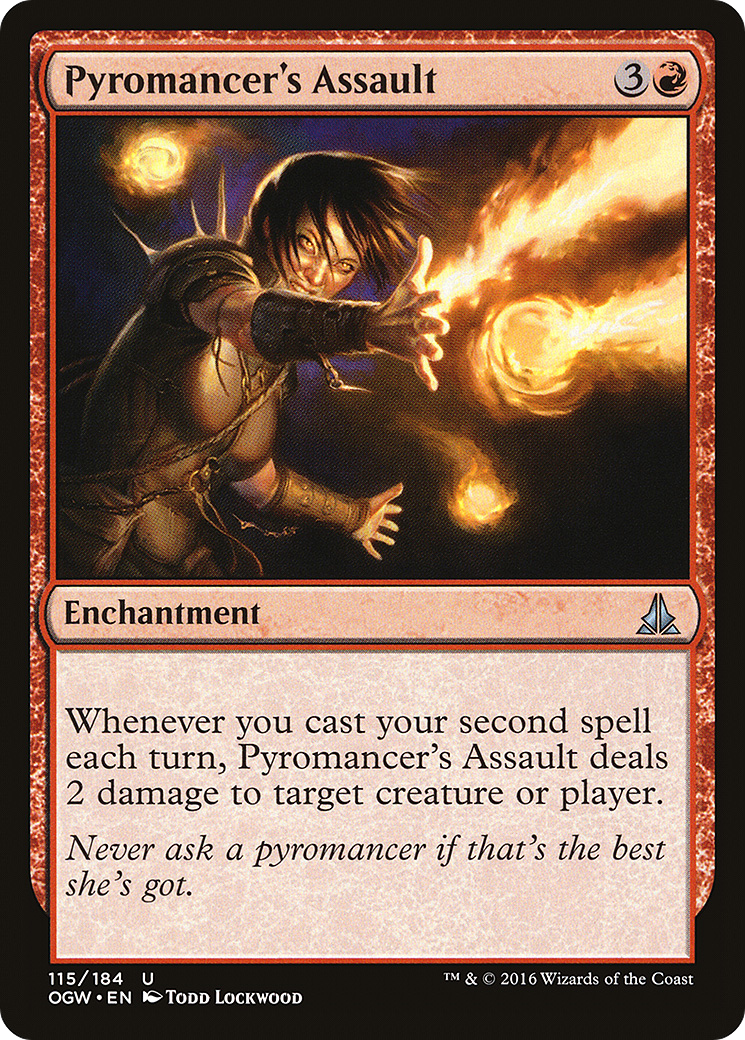 Pyromancer's Assault 3
Enchantment
Whenever you cast your second spell
each turn, Pyromancer's Assault deals
2 damage to target creature or player.
Never ask a pyromancer if that's the best
she's got.
115/184 U
OGW • EN Todd Lockwood
™ & © 2016 Wizards of the Coast